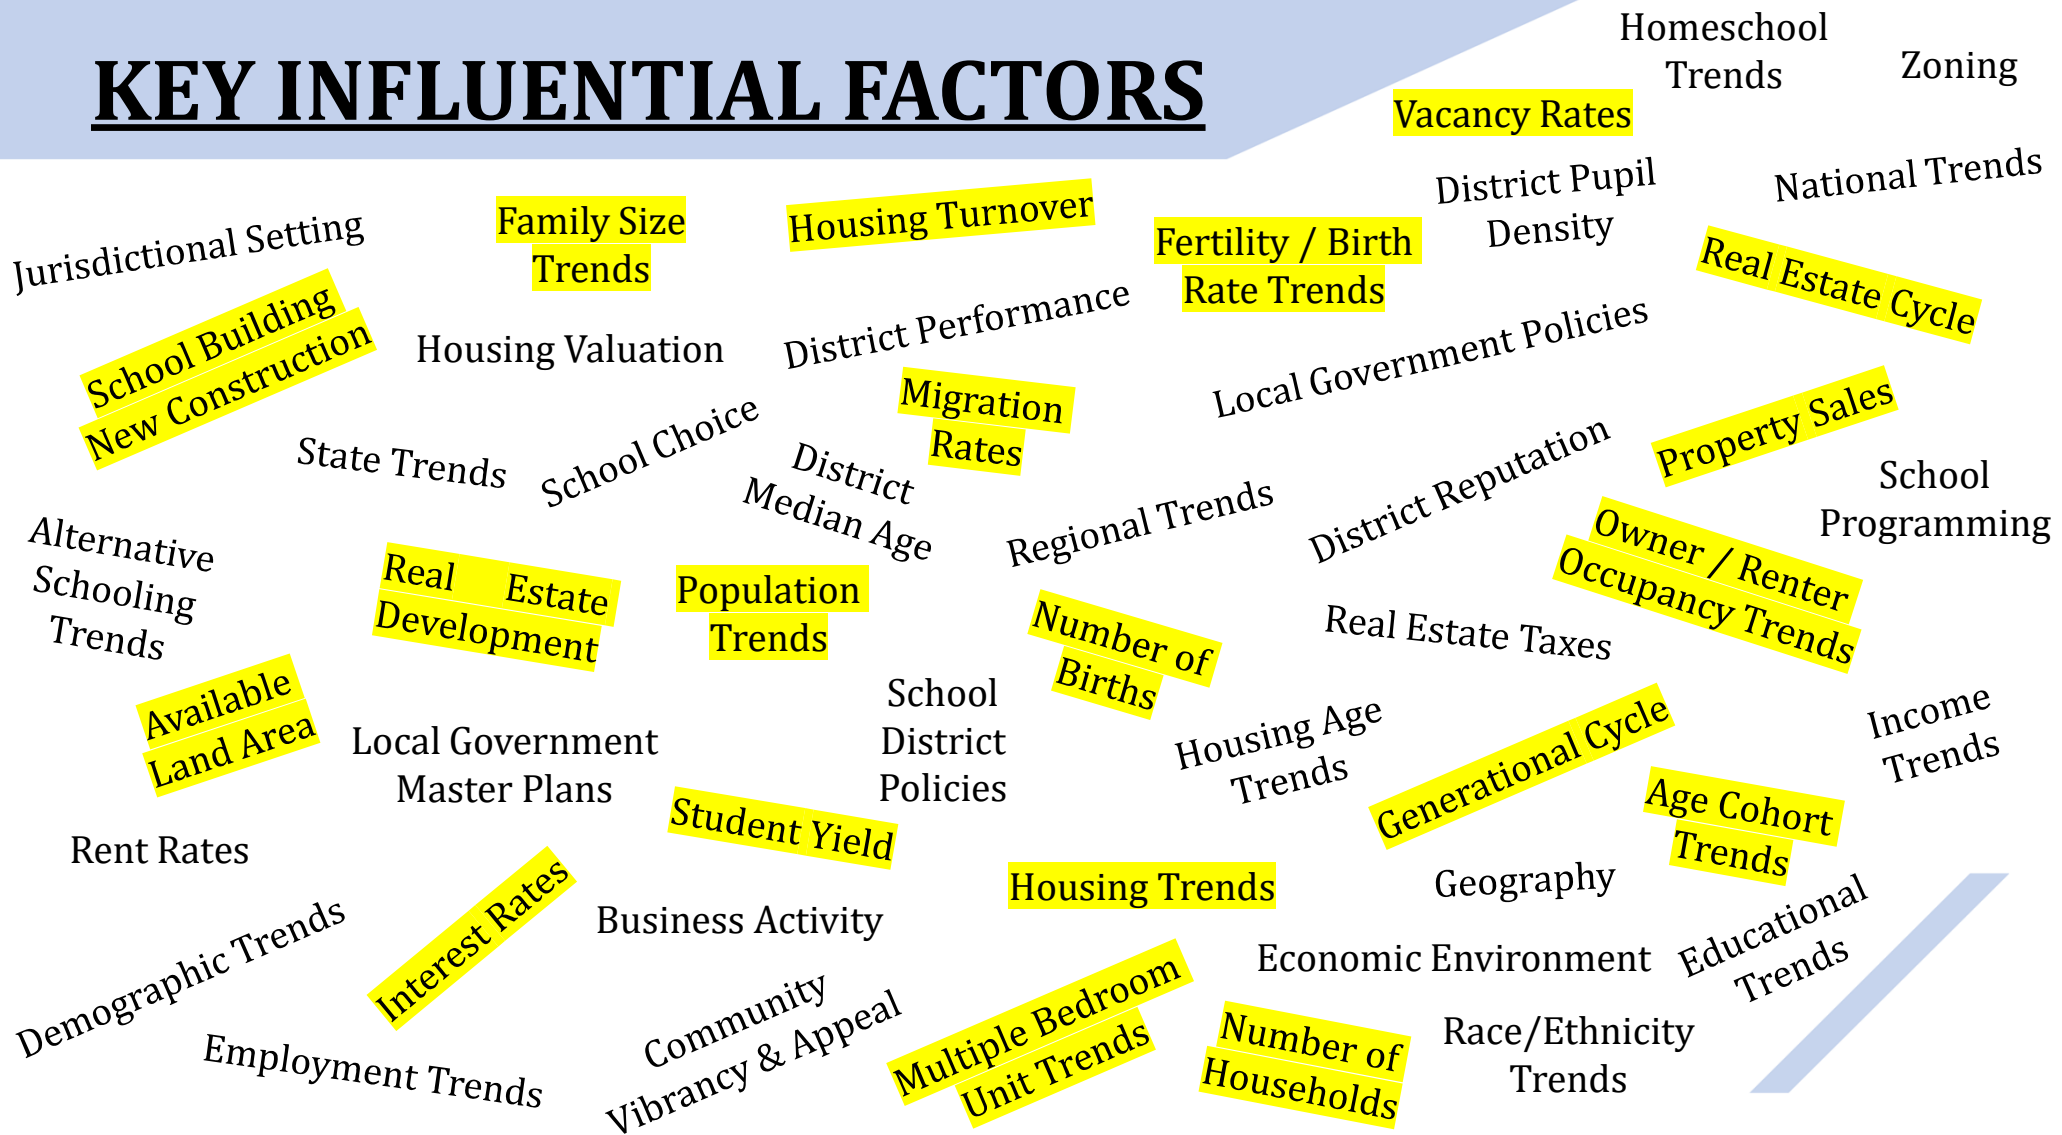 KEY INFLUENTIAL FACTORS
Homeschool
Trends
Zoning
Vacancy Rates
District Pupil
Density
National Trends
Jurisdictional Setting
Family Size
Trends
Housing Turnover
Fertility / Birth
Rate Trends
Real Estate Cycle
School Building
New Construction
Housing Valuation
District Performance
Local Government Policies
Migration
Rates
Property Sales
State Trends
School Choice
District
Median Age
Regional Trends
District Reputation
School
Programming
Alternative
Schooling
Trends
Real Estate
Development
Population
Trends
Number of
Births
Real Estate Taxes
Owner / Renter
Occupancy Trends
Available
Land Area
Local Government
Master Plans
School
District
Policies
Housing Age
Trends
Generational Cycle
Income
Trends
Student Yield
Age Cohort
Trends
Rent Rates
Interest Rates
Business Activity
Housing Trends
Geography
Educational
Trends
Demographic Trends
Economic Environment
Employment Trends
Community
Vibrancy & Appeal
Multiple Bedroom
Unit Trends
Number of
Households
Race/Ethnicity
Trends